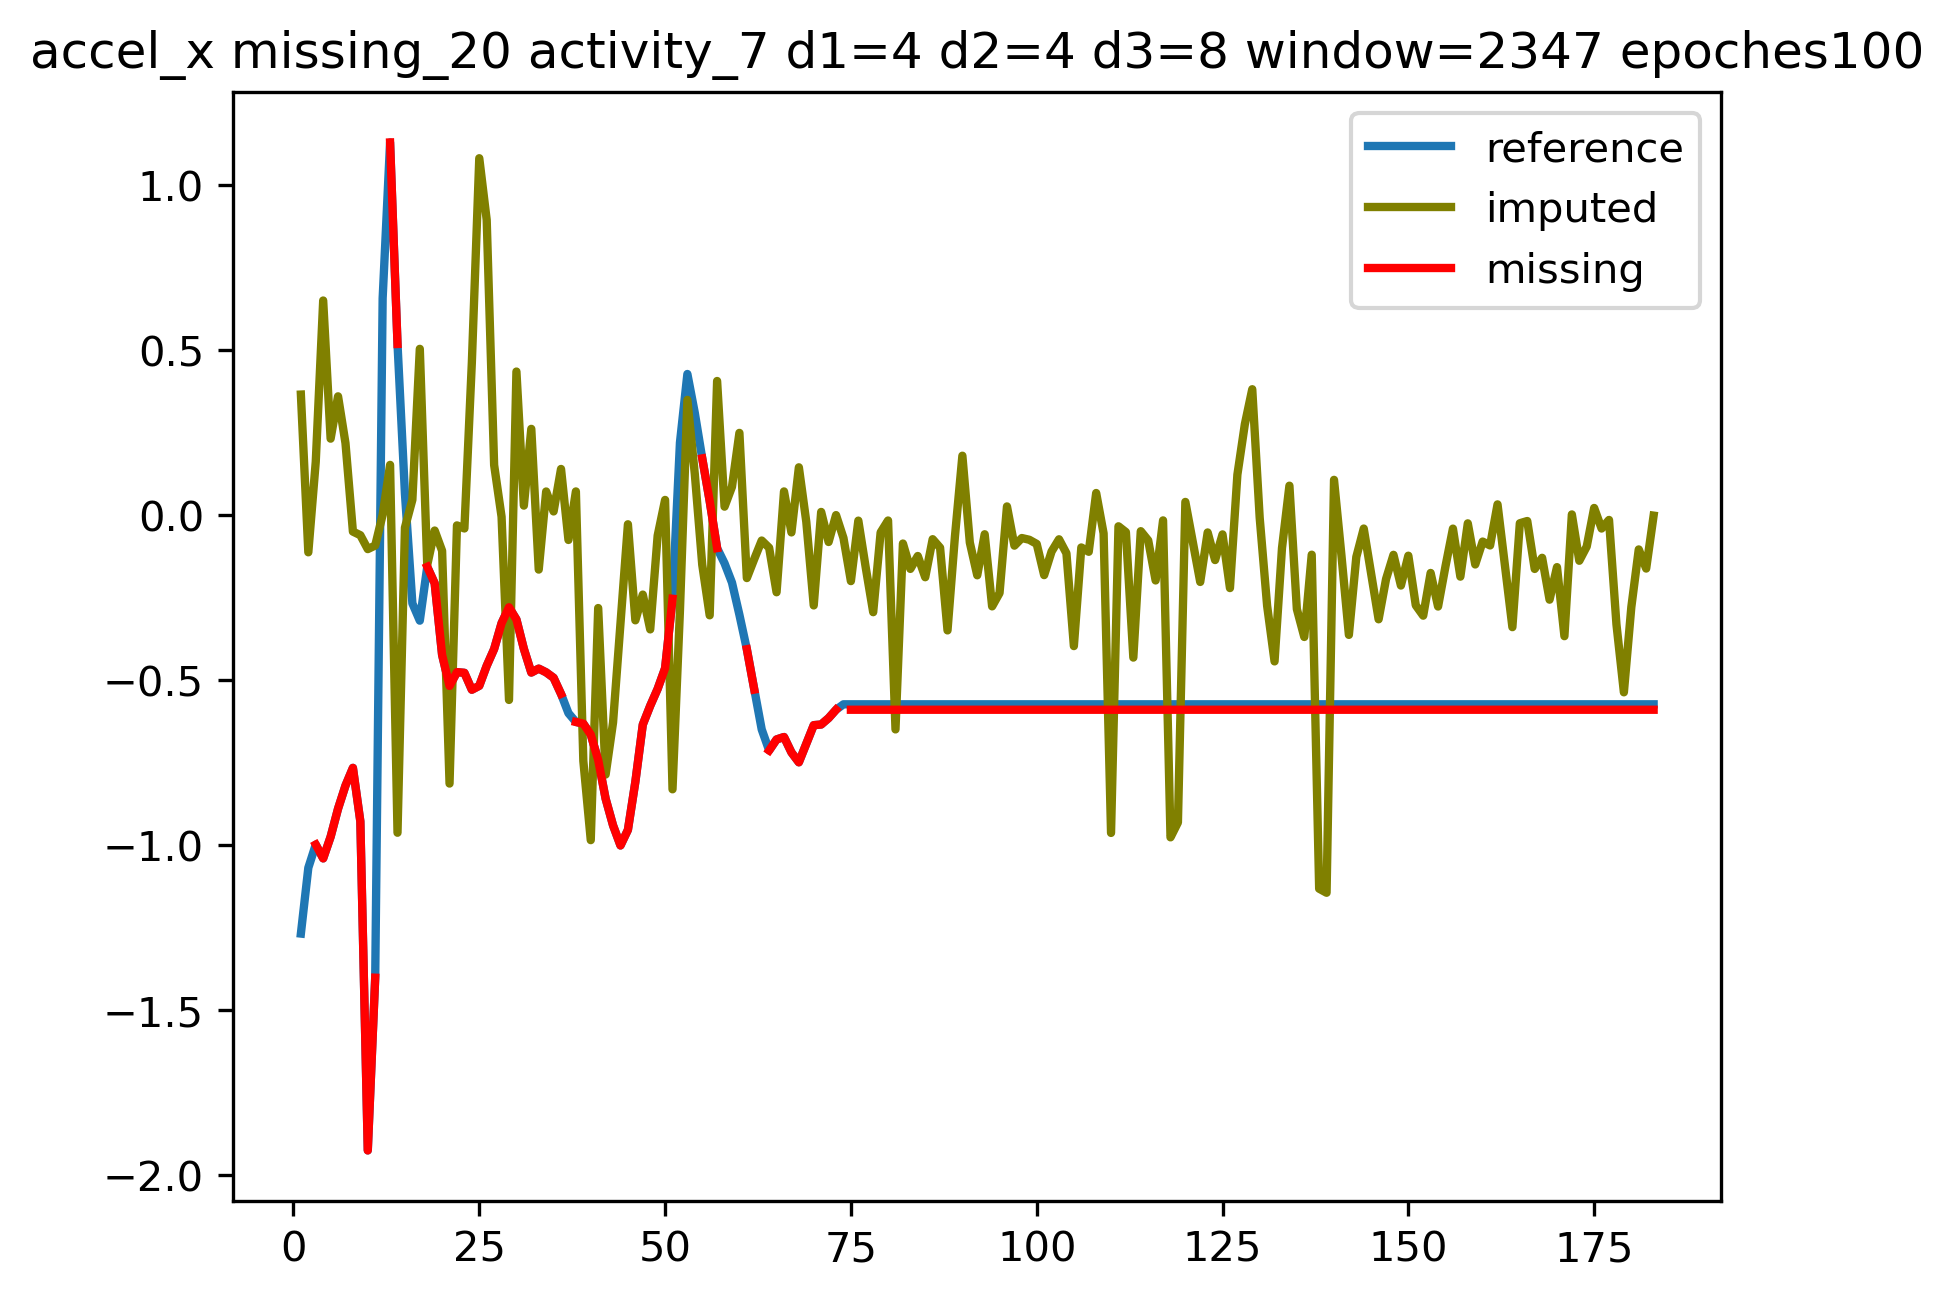 accel_x missing_20 activity_7 d1=4 d2=4 d3=8 window=2347 epoches100
reference
imputed
missing
1.0
0.5
0.0
−0.5
−1.0
−1.5
−2.0
0 25 50 75 100 125 150 175